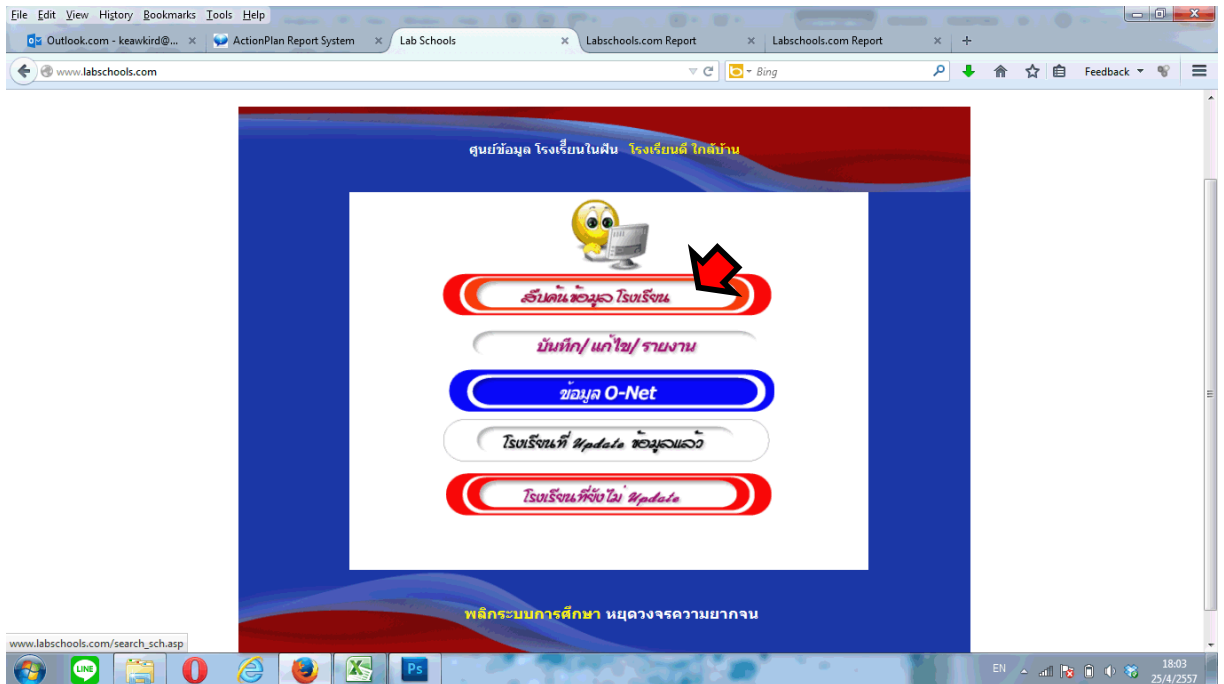 File Edit View History Bookmarks Tools Help
Outlook.com - keawkird@... × ActionPlan Report System × Lab Schools × Labschools.com Report × Labschools.com Report × +
www.labschools.com Bing Feedback
ศูนย์ข้อมูล โรงเรียนในฝัน โรงเรียนดี ใกล้บ้าน
สืบค้นข้อมูล โรงเรียน
บันทึก/ แก้ไข/ รายงาน
ข้อมูล O-Net
โรงเรียนที่ Update ข้อมูลแล้ว
โรงเรียนที่ยังไม่ Update
พลิกระบบการศึกษา หยุดวงจรความยากจน
www.labschools.com/search_sch.asp
LINE Ps EN 18:03
25/4/2557